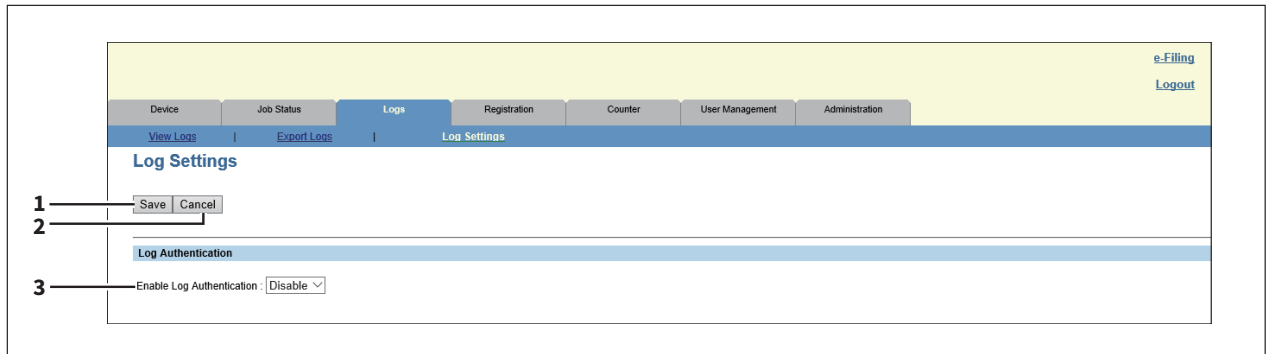 e-Filing
Logout
Device Job Status Logs Registration Counter User Management Administration
View Logs | Export Logs | Log Settings
Log Settings
1 Save Cancel
2
Log Authentication
3 Enable Log Authentication : Disable